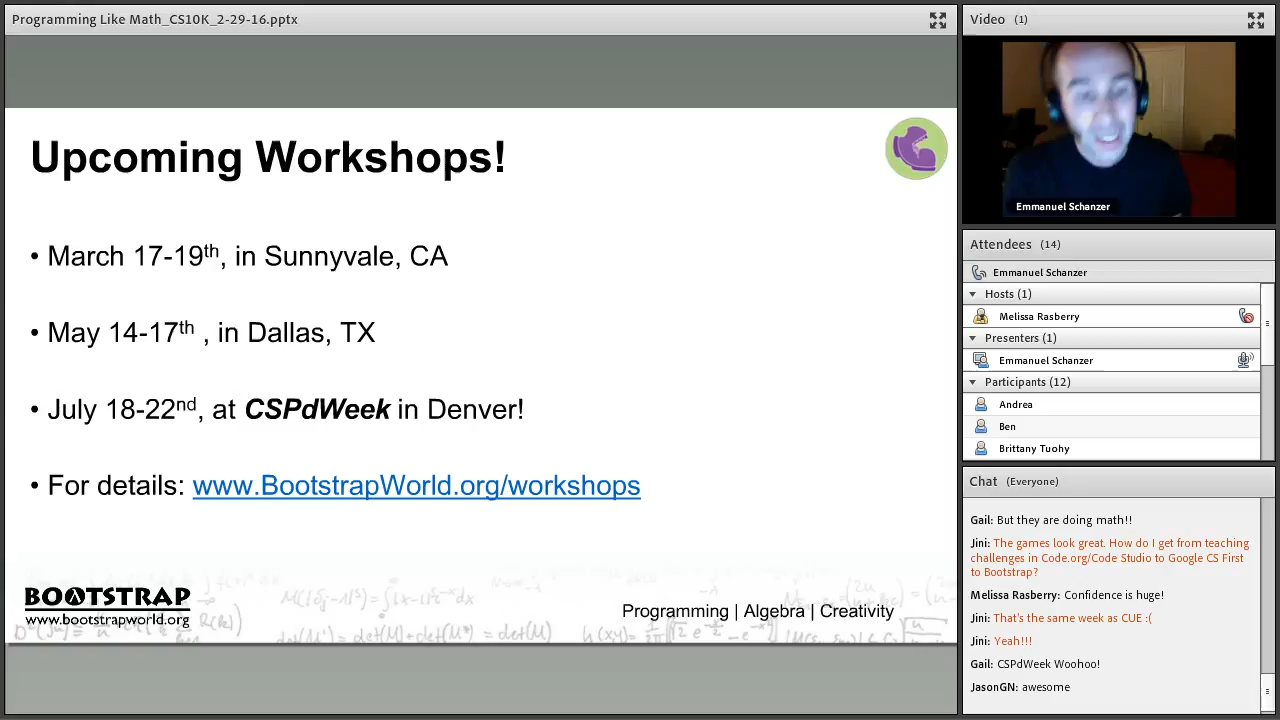 Programming Like Math_CS10K_2-29-16.pptx
Upcoming Workshops!
• March 17-19th, in Sunnyvale, CA
• May 14-17th , in Dallas, TX
• July 18-22nd, at CSPdWeek in Denver!
• For details: www.BootstrapWorld.org/workshops
BOOTSTRAP
www.bootstrapworld.org
Programming | Algebra | Creativity
Video (1)
Emmanuel Schanzer
Attendees (14)
Emmanuel Schanzer
Hosts (1)
Melissa Rasberry
Presenters (1)
Emmanuel Schanzer
Participants (12)
Andrea
Ben
Brittany Tuohy
Chat (Everyone)
Gail: But they are doing math!!
Jini: The games look great. How do I get from teaching
challenges in Code.org/Code Studio to Google CS First
to Bootstrap?
Melissa Rasberry: Confidence is huge!
Jini: That's the same week as CUE :(
Jini: Yeah!!!
Gail: CSPdWeek Woohoo!
JasonGN: awesome